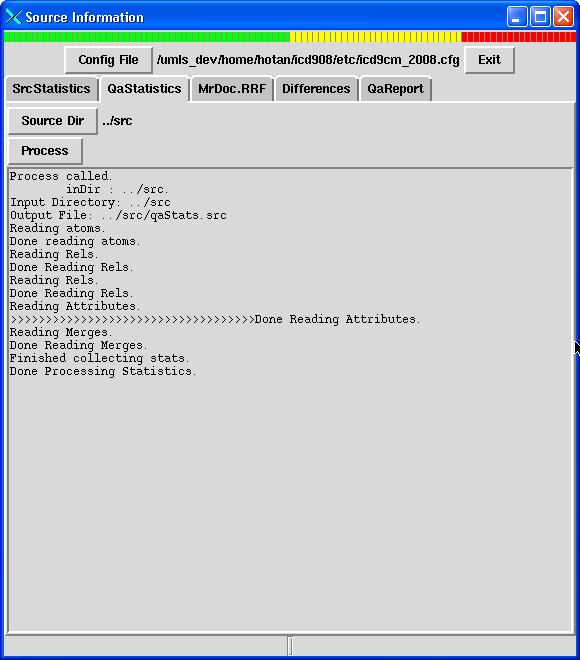 Source Information
Config File /umls_dev/home/hotan/icd908/etc/icd9cm_2008.cfg Exit
SrcStatistics QaStatistics MrDoc.RRF Differences QaReport
Source Dir ../src
Process
Process called.
inDir : ../src.
Input Directory: ../src
Output File: ../src/qaStats.src
Reading atoms.
Done reading atoms.
Reading Rels.
Done Reading Rels.
Reading Rels.
Done Reading Rels.
Reading Attributes.
>>>>>>>>>>>>>>>>>>>>>>>>>>>>>>>>>>>Done Reading Attributes.
Reading Merges.
Done Reading Merges.
Finished collecting stats.
Done Processing Statistics.